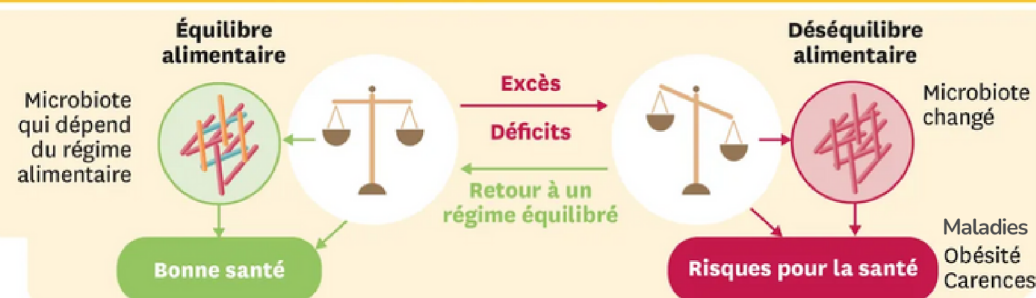 Équilibre
alimentaire
Microbiote
qui dépend
du régime
alimentaire
Bonne santé
Excès
Déficits
Retour à un
régime équilibré
Déséquilibre
alimentaire
Microbiote
changé
Risques pour la santé
Maladies
Obésité
Carences